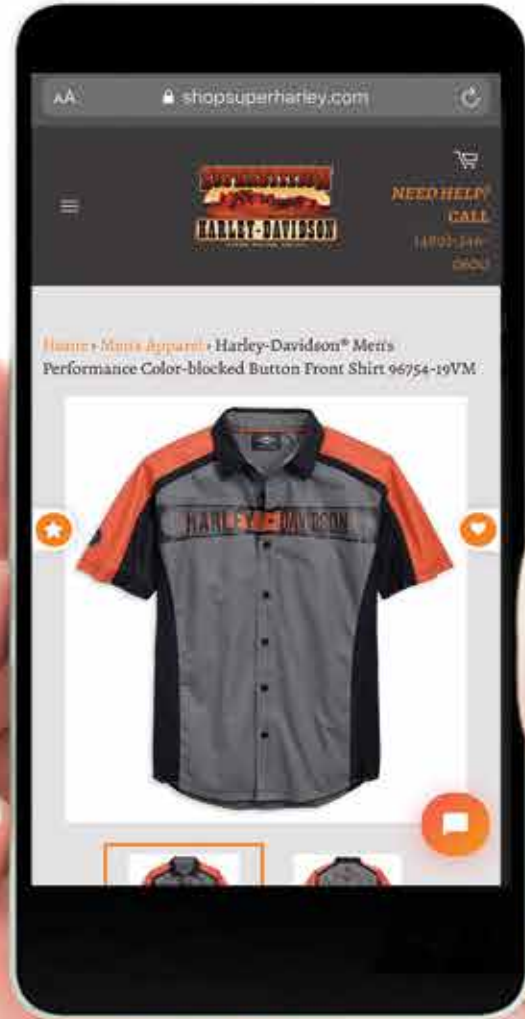 AA shopsuperharley.com
HARLEY-DAVIDSON
NEED HELP?
CALL
Home › Men's Apparel › Harley-Davidson® Men's
Performance Color-blocked Button Front Shirt 96754-19VM
HARLEY-DAVIDSON